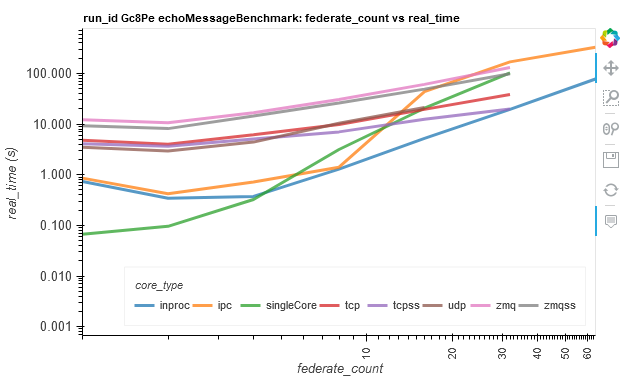 run_id Gc8Pe echoMessageBenchmark: federate_count vs real_time
real_time (s)
100.000
10.000
1.000
0.100
0.010
0.001
core_type
inproc ipc singleCore tcp tcpss udp zmq zmqss
10 20 30 40 50 60
federate_count